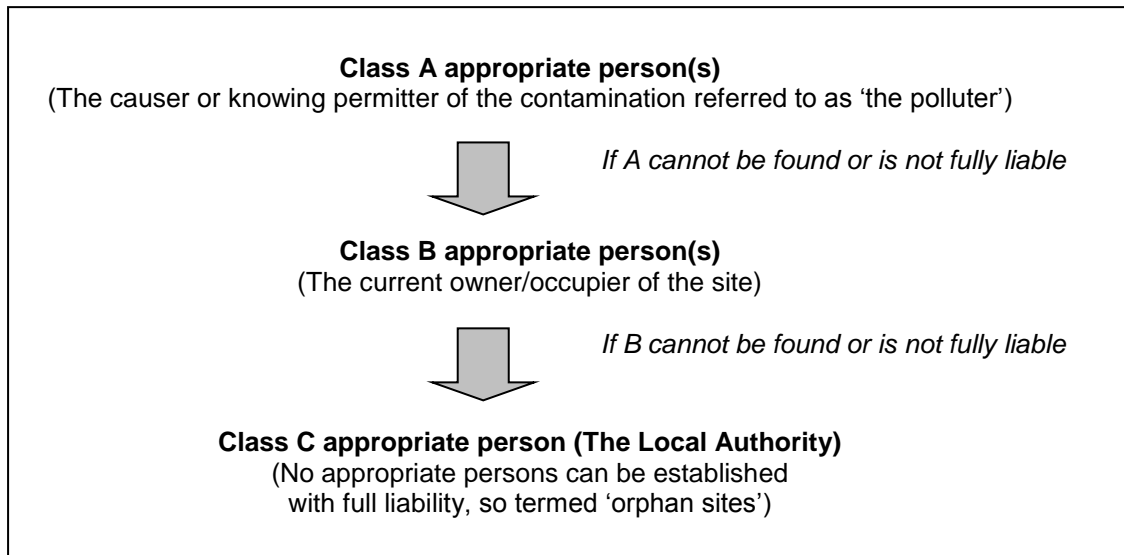 Class A appropriate person(s)
(The causer or knowing permitter of the contamination referred to as ‘the polluter’)
If A cannot be found or is not fully liable
Class B appropriate person(s)
(The current owner/occupier of the site)
If B cannot be found or is not fully liable
Class C appropriate person (The Local Authority)
(No appropriate persons can be established
with full liability, so termed ‘orphan sites’)